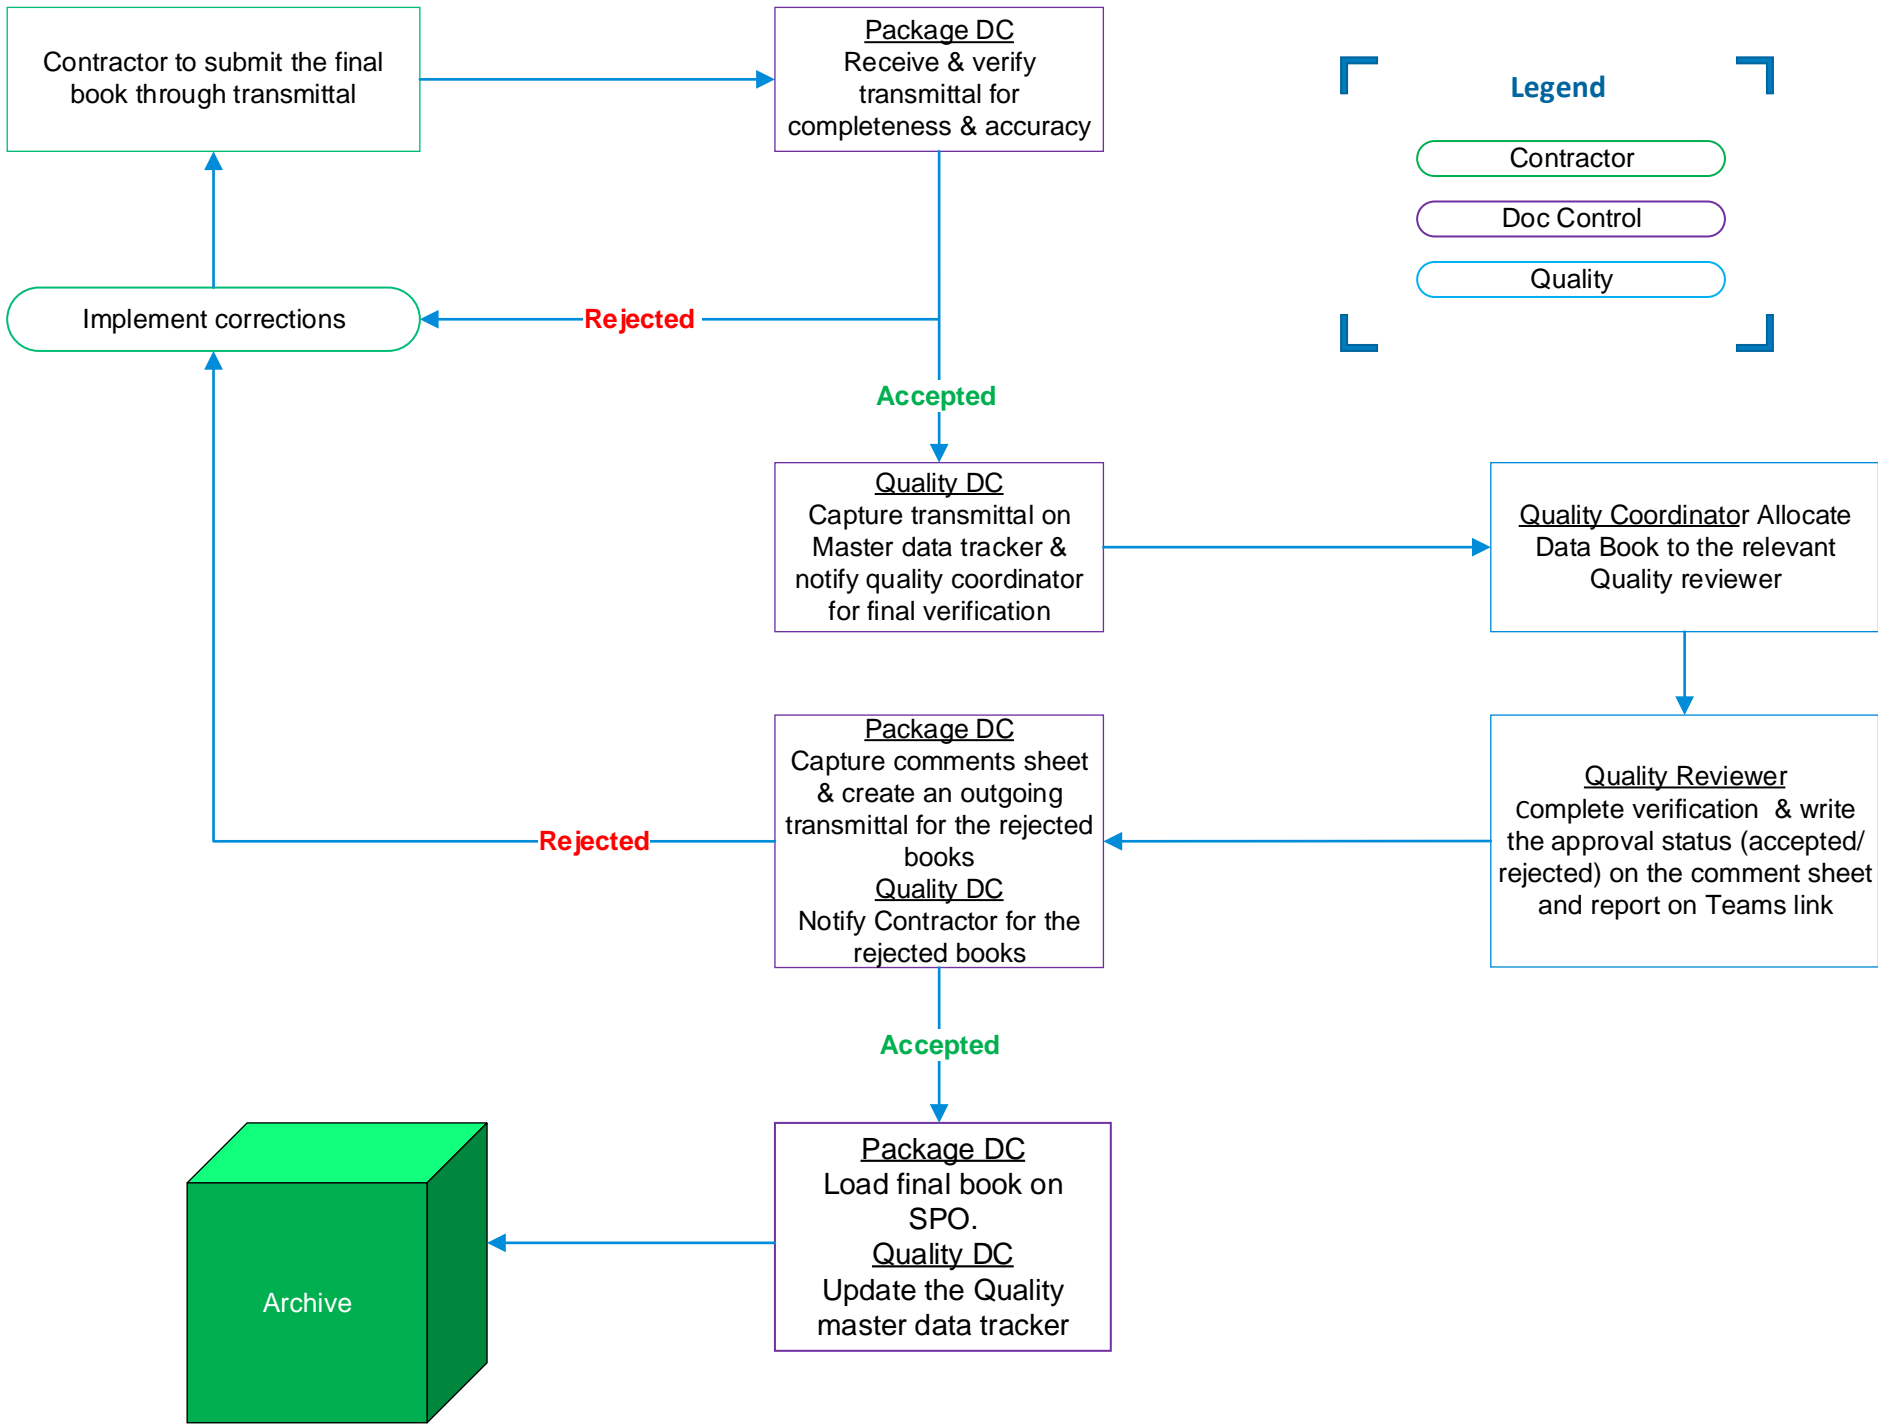 Contractor to submit the final
book through transmittal
Package DC
Receive & verify
transmittal for
completeness & accuracy
Legend
Contractor
Doc Control
Quality
Implement corrections
Rejected
Accepted
Quality DC
Capture transmittal on
Master data tracker &
notify quality coordinator
for final verification
Quality Coordinator Allocate
Data Book to the relevant
Quality reviewer
Quality Reviewer
Complete verification & write
the approval status (accepted/
rejected) on the comment sheet
and report on Teams link
Package DC
Capture comments sheet
& create an outgoing
transmittal for the rejected
books
Quality DC
Notify Contractor for the
rejected books
Rejected
Accepted
Package DC
Load final book on
SPO.
Quality DC
Update the Quality
master data tracker
Archive